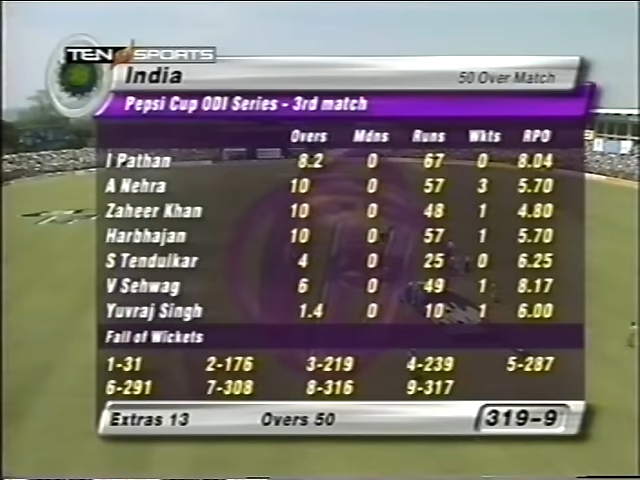 TEN SPORTS
India 50 Over Match
Pepsi Cup ODI Series - 3rd match
Overs Mdns Runs Wkts RPO
I Pathan 8.2 0 67 0 8.04
A Nehra 10 0 57 3 5.70
Zaheer Khan 10 0 48 1 4.80
Harbhajan 10 0 57 1 5.70
S Tendulkar 4 0 25 0 6.25
V Sehwag 6 0 49 1 8.17
Yuvraj Singh 1.4 0 10 1 6.00
Fall of Wickets
1-31 2-176 3-219 4-239 5-287
6-291 7-308 8-316 9-317
Extras 13 Overs 50 319-9